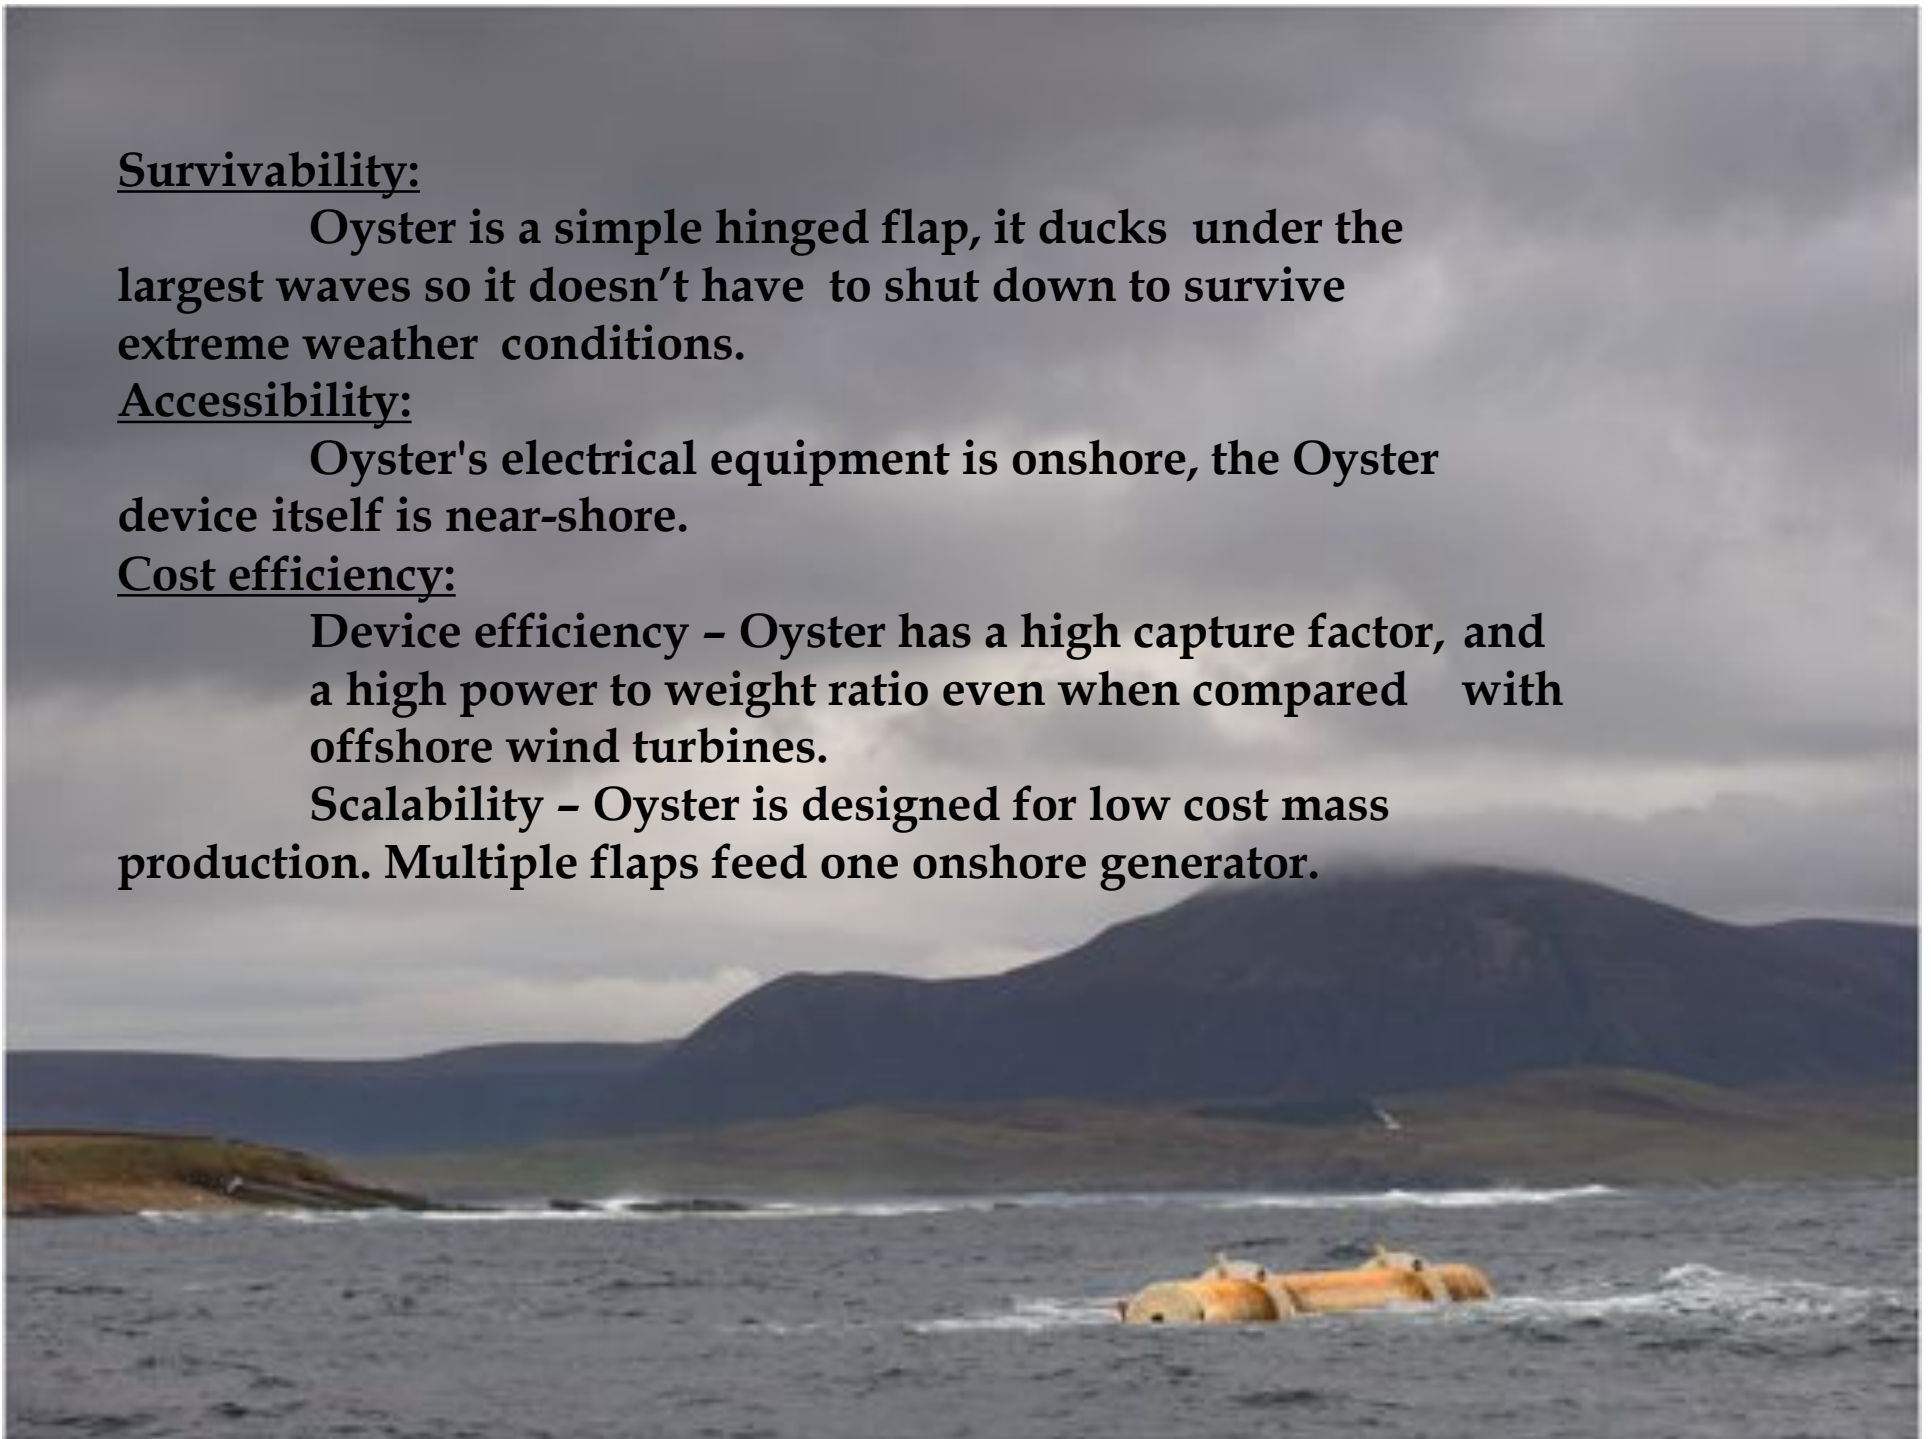 Survivability:
Oyster is a simple hinged flap, it ducks under the
largest waves so it doesn’t have to shut down to survive
extreme weather conditions.
Accessibility:
Oyster's electrical equipment is onshore, the Oyster
device itself is near-shore.
Cost efficiency:
Device efficiency – Oyster has a high capture factor, and
a high power to weight ratio even when compared with
offshore wind turbines.
Scalability – Oyster is designed for low cost mass
production. Multiple flaps feed one onshore generator.